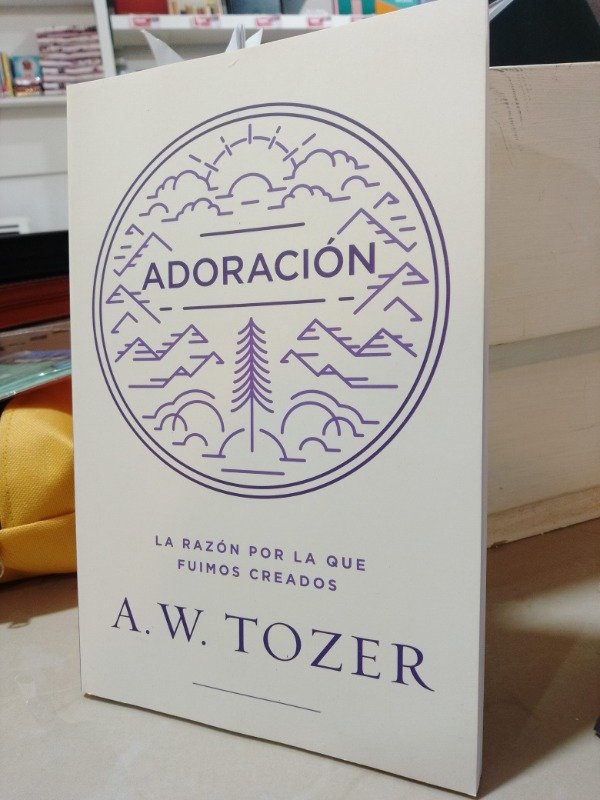 ADORACIÓN
LA RAZÓN POR LA QUE
FUIMOS CREADOS
A. W. TOZER